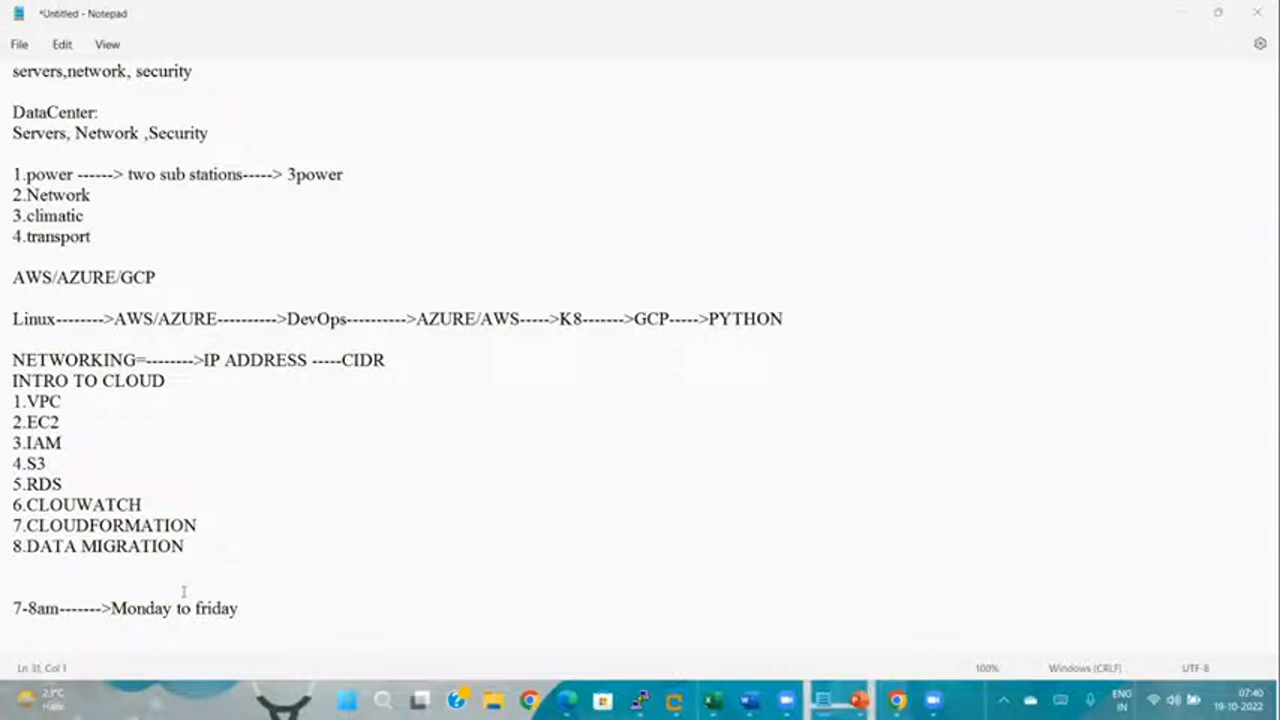 *Untitled - Notepad
File Edit View
servers,network, security
DataCenter:
Servers, Network ,Security
1.power ------> two sub stations-----> 3power
2.Network
3.climatic
4.transport
AWS/AZURE/GCP
Linux-------->AWS/AZURE---------->DevOps---------->AZURE/AWS----->K8------->GCP----->PYTHON
NETWORKING=-------->IP ADDRESS -----CIDR
INTRO TO CLOUD
1.VPC
2.EC2
3.IAM
4.S3
5.RDS
6.CLOUWATCH
7.CLOUDFORMATION
8.DATA MIGRATION
7-8am------->Monday to friday
Ln 31, Col 1 100% Windows (CRLF) UTF-8
Haze ENG 07:40
IN 19-10-2022